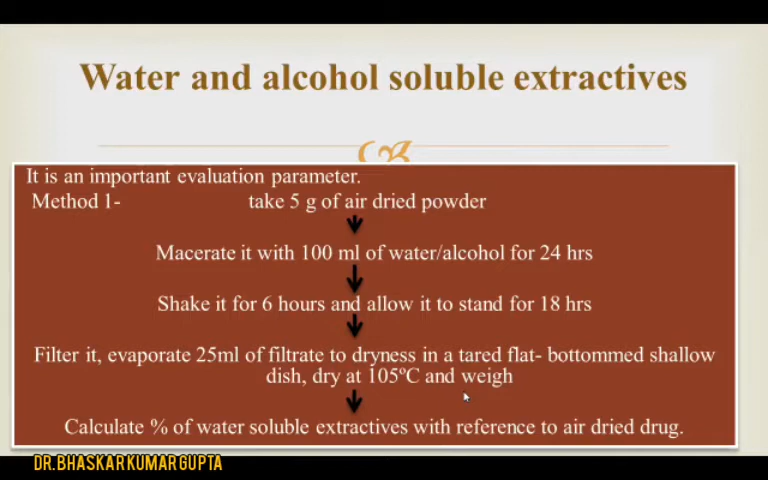 Water and alcohol soluble extractives
It is an important evaluation parameter.
Method 1- take 5 g of air dried powder
Macerate it with 100 ml of water/alcohol for 24 hrs
Shake it for 6 hours and allow it to stand for 18 hrs
Filter it, evaporate 25ml of filtrate to dryness in a tared flat- bottommed shallow
dish, dry at 105ºC and weigh
Calculate % of water soluble extractives with reference to air dried drug.
DR.BHASKAR KUMAR GUPTA